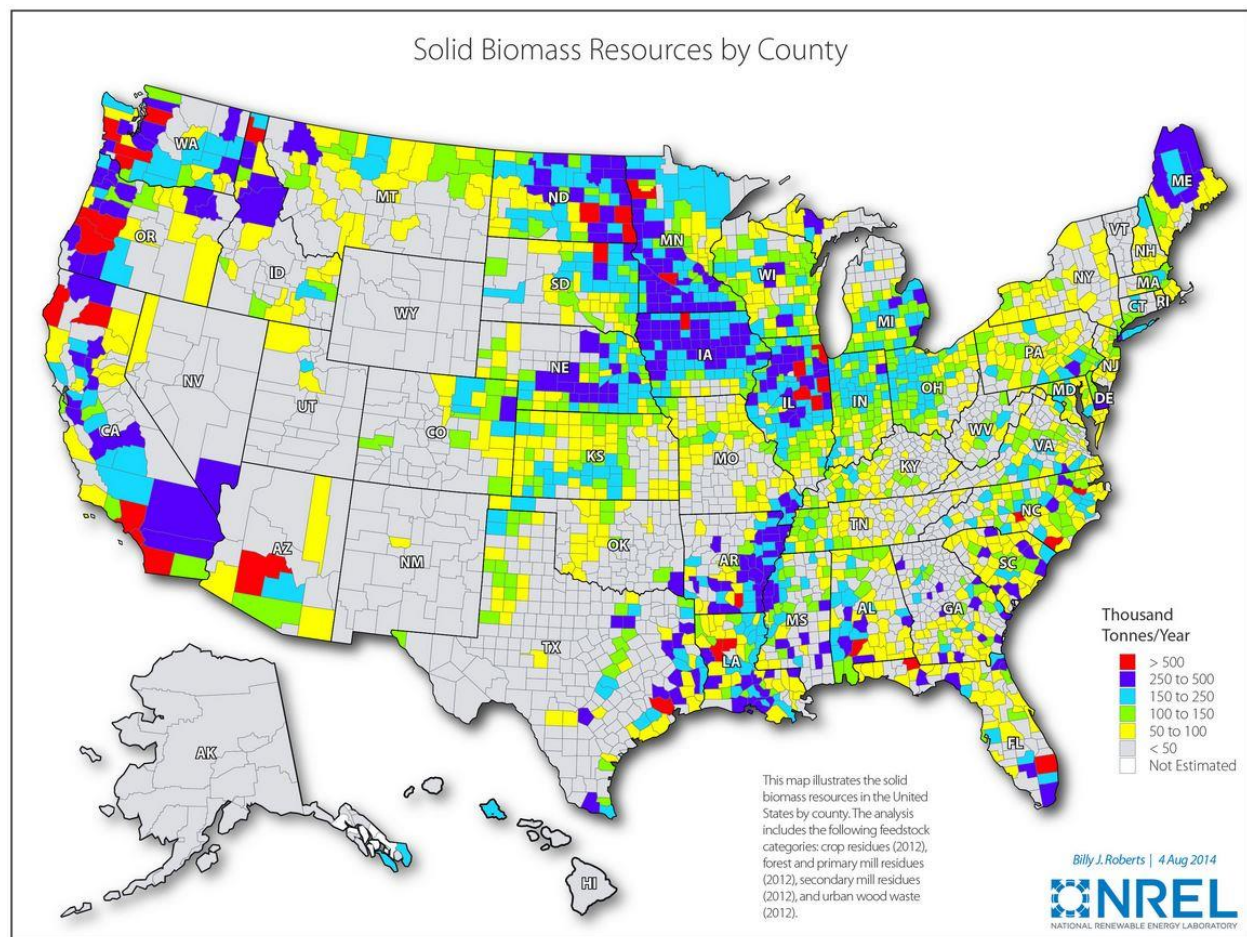 Solid Biomass Resources by County
WA
MT
ND
MN
ME
OR
ID
SD
WI
VT
NH
NY
MA
CT
RI
WY
MI
IA
PA
NJ
NV
NE
OH
MD
DE
UT
IL
IN
CA
CO
WV
VA
KS
MO
KY
NC
TN
AZ
NM
OK
AR
SC
MS
AL
GA
TX
LA
FL
AK
HI
Thousand
Tonnes/Year
> 500
250 to 500
150 to 250
100 to 150
50 to 100
< 50
Not Estimated
This map illustrates the solid
biomass resources in the United
States by county. The analysis
includes the following feedstock
categories: crop residues (2012),
forest and primary mill residues
(2012), secondary mill residues
(2012), and urban wood waste
(2012).
Billy J. Roberts | 4 Aug 2014
NREL
NATIONAL RENEWABLE ENERGY LABORATORY